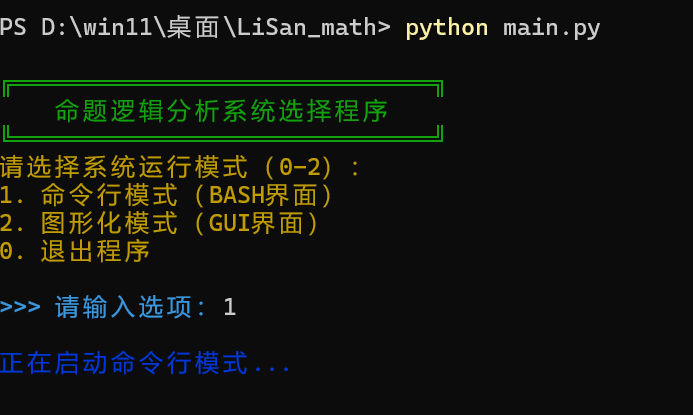 PS D:\win11\桌面\LiSan_math> python main.py
命题逻辑分析系统选择程序
请选择系统运行模式（0-2）：
1. 命令行模式（BASH界面）
2. 图形化模式（GUI界面）
0. 退出程序
>>> 请输入选项：1
正在启动命令行模式...